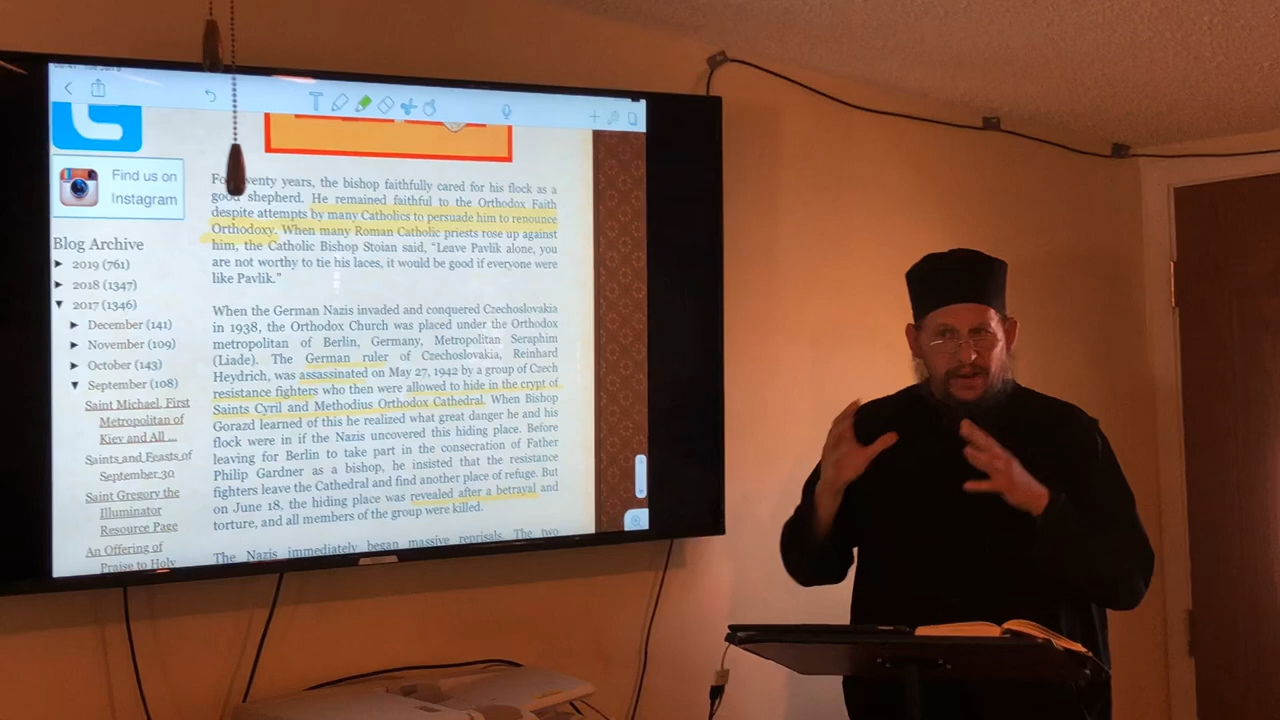 Find us on
Instagram
Blog Archive
► 2019 (761)
► 2018 (1347)
▼ 2017 (1346)
► December (141)
► November (109)
► October (143)
▼ September (108)
Saint Michael, First
Metropolitan of
Kiev and All ...
Saints and Feasts of
September 30
Saint Gregory the
Illuminator
Resource Page
An Offering of
Praise to Holy
twenty years, the bishop faithfully cared for his flock as a
good shepherd. He remained faithful to the Orthodox Faith
despite attempts by many Catholics to persuade him to renounce
Orthodoxy. When many Roman Catholic priests rose up against
him, the Catholic Bishop Stoian said, “Leave Pavlik alone, you
are not worthy to tie his laces, it would be good if everyone were
like Pavlik.”
When the German Nazis invaded and conquered Czechoslovakia
in 1938, the Orthodox Church was placed under the Orthodox
metropolitan of Berlin, Germany, Metropolitan Seraphim
(Liade). The German ruler of Czechoslovakia, Reinhard
Heydrich, was assassinated on May 27, 1942 by a group of Czech
resistance fighters who then were allowed to hide in the crypt of
Saints Cyril and Methodius Orthodox Cathedral. When Bishop
Gorazd learned of this he realized what great danger he and his
flock were in if the Nazis uncovered this hiding place. Before
leaving for Berlin to take part in the consecration of Father
Philip Gardner as a bishop, he insisted that the resistance
fighters leave the Cathedral and find another place of refuge. But
on June 18, the hiding place was revealed after a betrayal and
torture, and all members of the group were killed.
The Nazis immediately began massive reprisals. The two